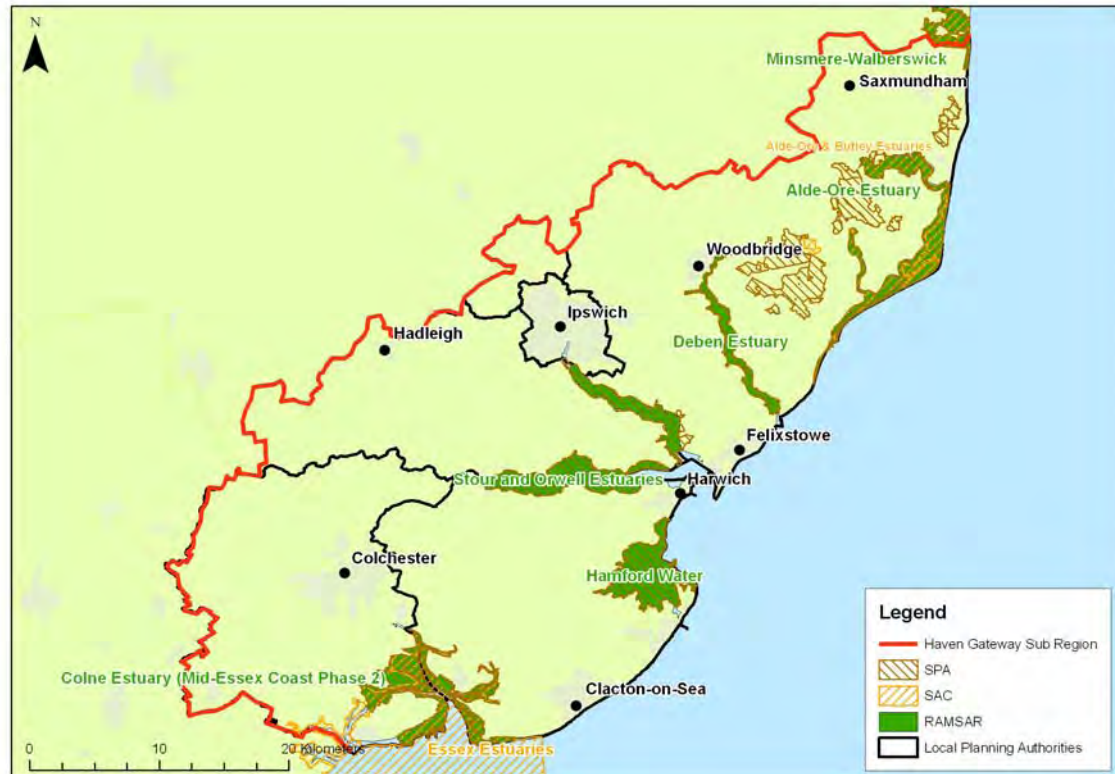 N
Minsmere-Walberswick
Saxmundham
Alde-Ore & Butley Estuaries
Alde-Ore Estuary
Woodbridge
Ipswich
Hadleigh
Deben Estuary
Felixstowe
Stour and Orwell Estuaries
Harwich
Colchester
Hamford Water
Colne Estuary (Mid-Essex Coast Phase 2)
Clacton-on-Sea
Essex Estuaries
0 10 20 Kilometers
Legend
Haven Gateway Sub Region
SPA
SAC
RAMSAR
Local Planning Authorities